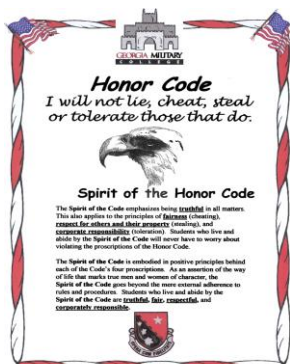 GEORGIA MILITARY
COLLEGE
Honor Code
I will not lie, cheat, steal
or tolerate those that do.
Spirit of the Honor Code
The Spirit of the Code emphasizes being truthful in all matters.
This also applies to the principles of fairness (cheating),
respect for others and their property (stealing), and
corporate responsibility (toleration). Students who live and
abide by the Spirit of the Code will never have to worry about
violating the proscriptions of the Honor Code.
The Spirit of the Code is embodied in positive principles behind
each of the Code's four proscriptions. As an assertion of the way
of life that marks true men and women of character, the
Spirit of the Code goes beyond the mere external adherence to
rules and procedures. Students who live and abide by the
Spirit of the Code are truthful, fair, respectful, and
corporately responsible.